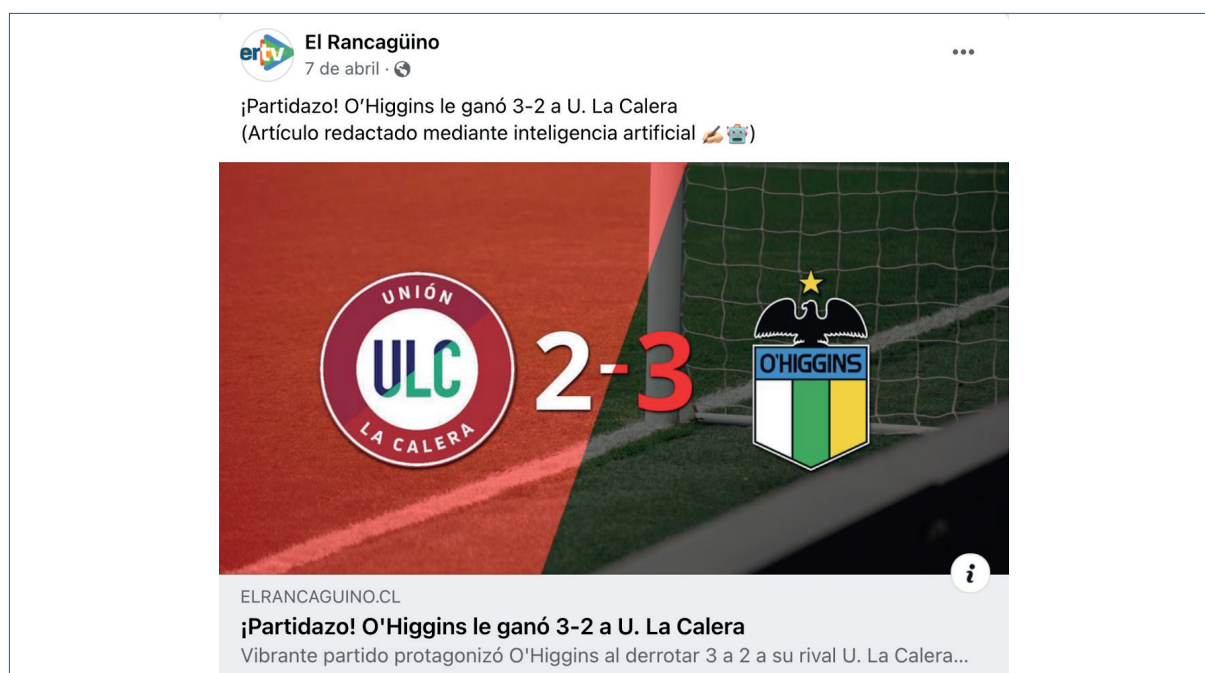 ertv
El Rancagüino
7 de abril ·
¡Partidazo! O’Higgins le ganó 3-2 a U. La Calera
(Artículo redactado mediante inteligencia artificial ✍🏼🤖)
UNIÓN
ULC
LA CALERA
2-3
O'HIGGINS
i
ELRANCAGUINO.CL
¡Partidazo! O'Higgins le ganó 3-2 a U. La Calera
Vibrante partido protagonizó O'Higgins al derrotar 3 a 2 a su rival U. La Calera...